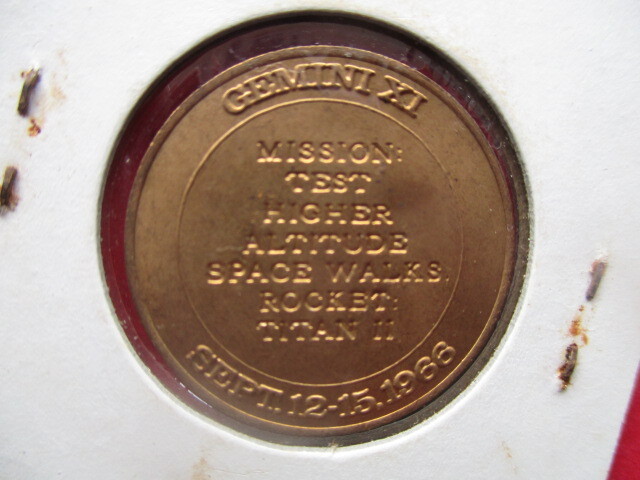 GEMINI XI
MISSION:
TEST
HIGHER
ALTITUDE
SPACE WALKS.
ROCKET:
TITAN II
SEPT. 12-15, 1966